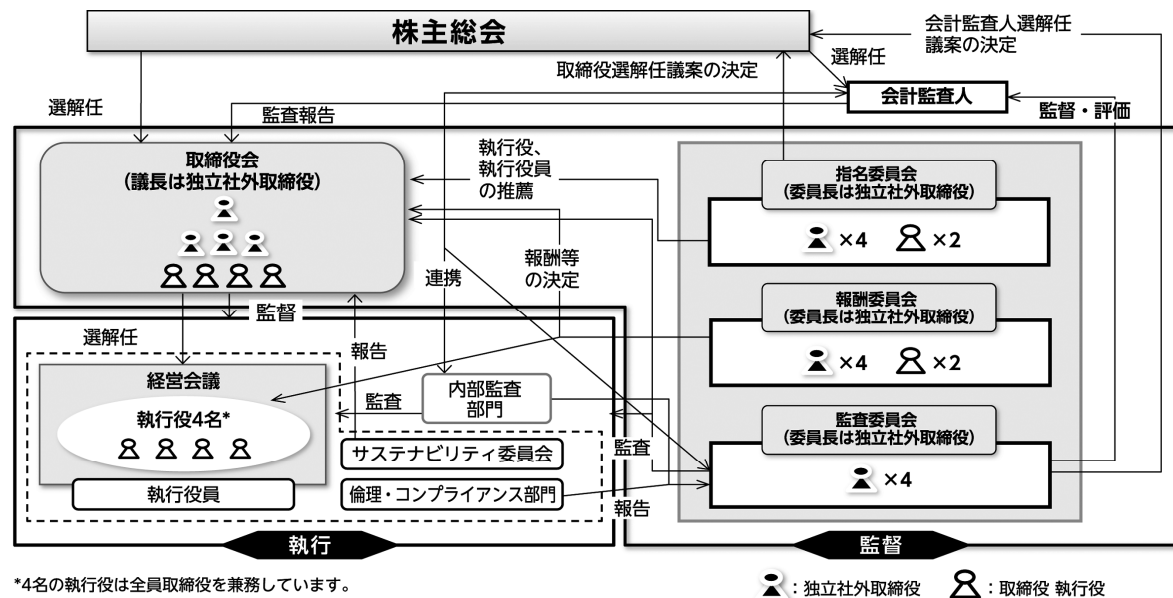 株主総会
会計監査人選解任
議案の決定
選解任
取締役選解任議案の決定
選解任
会計監査人
監査報告
監督・評価
取締役会
(議長は独立社外取締役)
執行役、
執行役員
の推薦
指名委員会
(委員長は独立社外取締役)
×4 ×2
連携
報酬等
の決定
報酬委員会
(委員長は独立社外取締役)
×4 ×2
監督
選解任
報告
経営会議
執行役4名*
執行役員
監査
内部監査
部門
サステナビリティ委員会
倫理・コンプライアンス部門
監査
報告
監査委員会
(委員長は独立社外取締役)
×4
執行
監督
*4名の執行役は全員取締役を兼務しています。
:独立社外取締役
:取締役 執行役